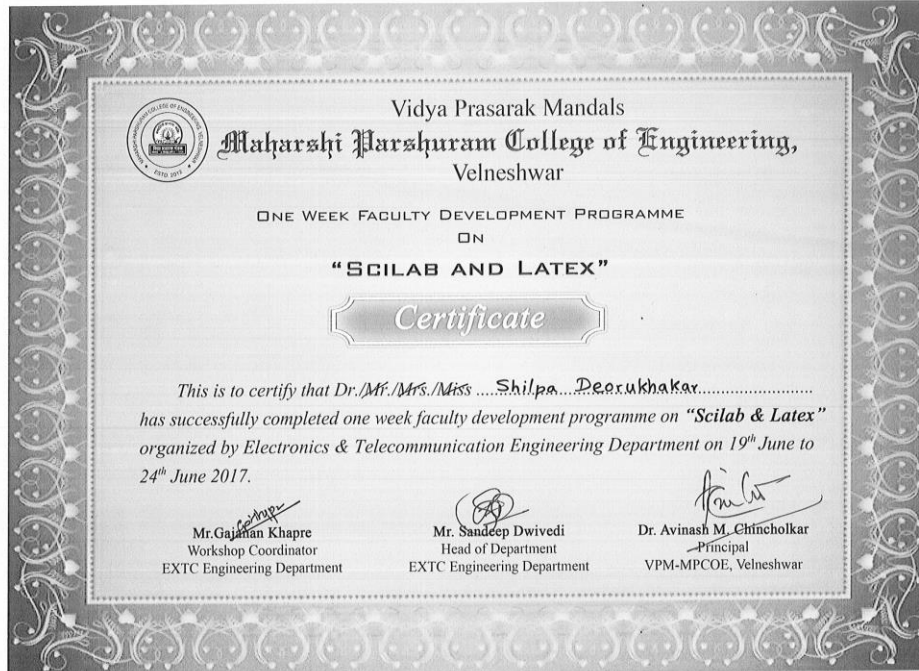 Vidya Prasarak Mandals
Maharshi Parshuram College of Engineering,
Velneshwar
ONE WEEK FACULTY DEVELOPMENT PROGRAMME
ON
"SCILAB AND LATEX"
Certificate
This is to certify that Dr./Mr./Mrs./Miss ....Shilpa Deorukhakar....................
has successfully completed one week faculty development programme on "Scilab & Latex"
organized by Electronics & Telecommunication Engineering Department on 19th June to
24th June 2017.
Mr.Gajanan Khapre
Workshop Coordinator
EXTC Engineering Department
Mr. Sandeep Dwivedi
Head of Department
EXTC Engineering Department
Dr. Avinash M. Chincholkar
Principal
VPM-MPCOE, Velneshwar